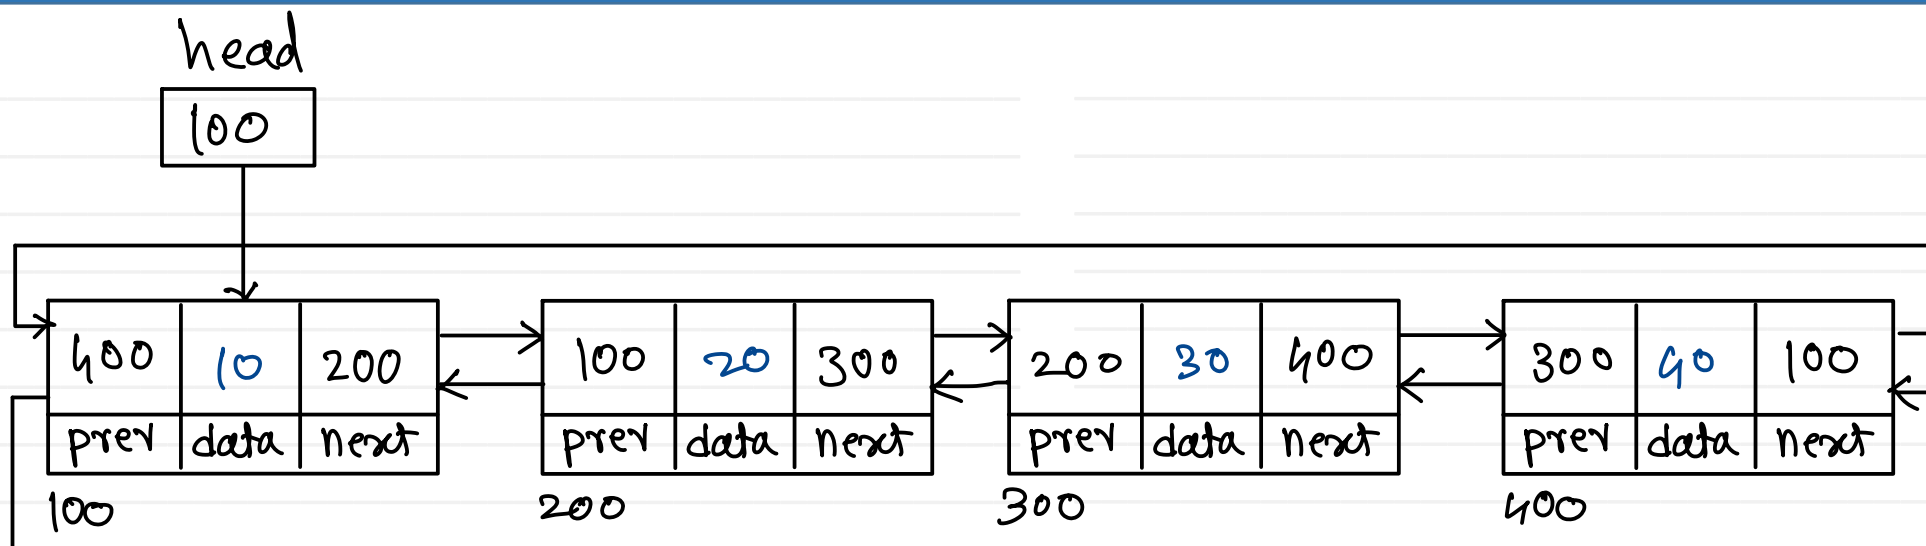 head
100
400 10 200 100 20 300 200 30 400 300 40 100
prev data next prev data next prev data next prev data next
100 200 300 400